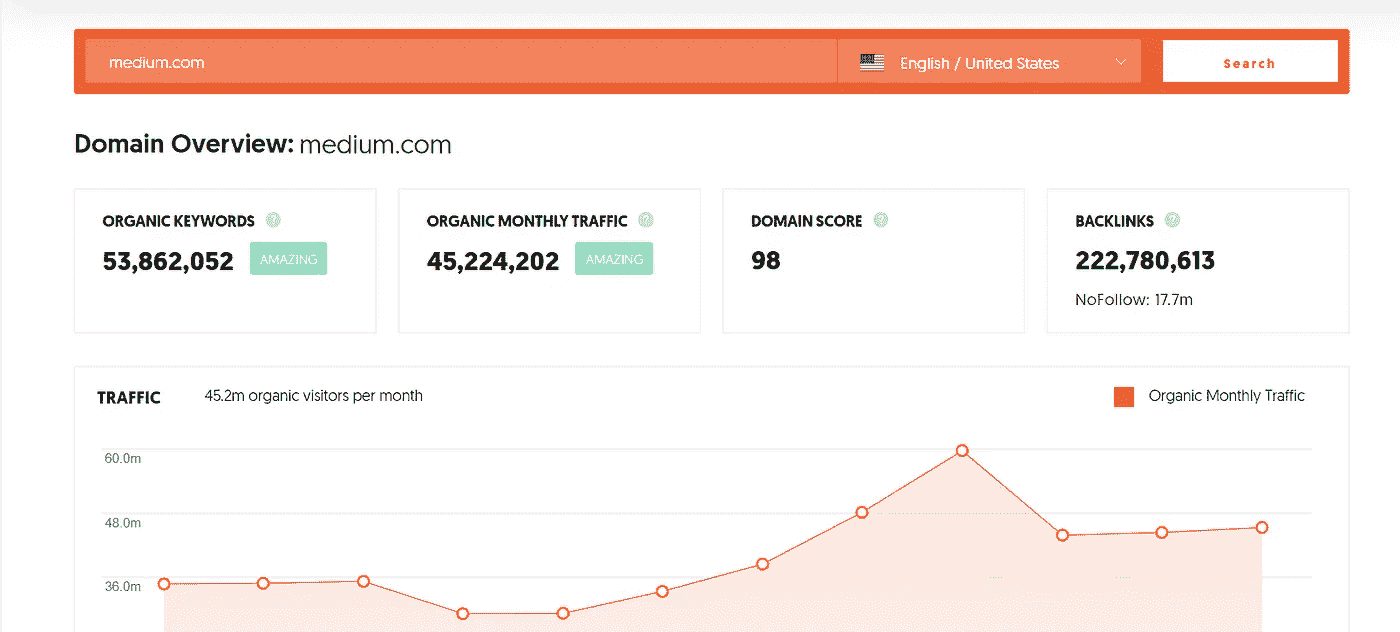 medium.com
English / United States
Search
Domain Overview: medium.com
ORGANIC KEYWORDS
53,862,052 AMAZING
ORGANIC MONTHLY TRAFFIC
45,224,202 AMAZING
DOMAIN SCORE
98
BACKLINKS
222,780,613
NoFollow: 17.7m
TRAFFIC 45.2m organic visitors per month
Organic Monthly Traffic
60.0m
48.0m
36.0m